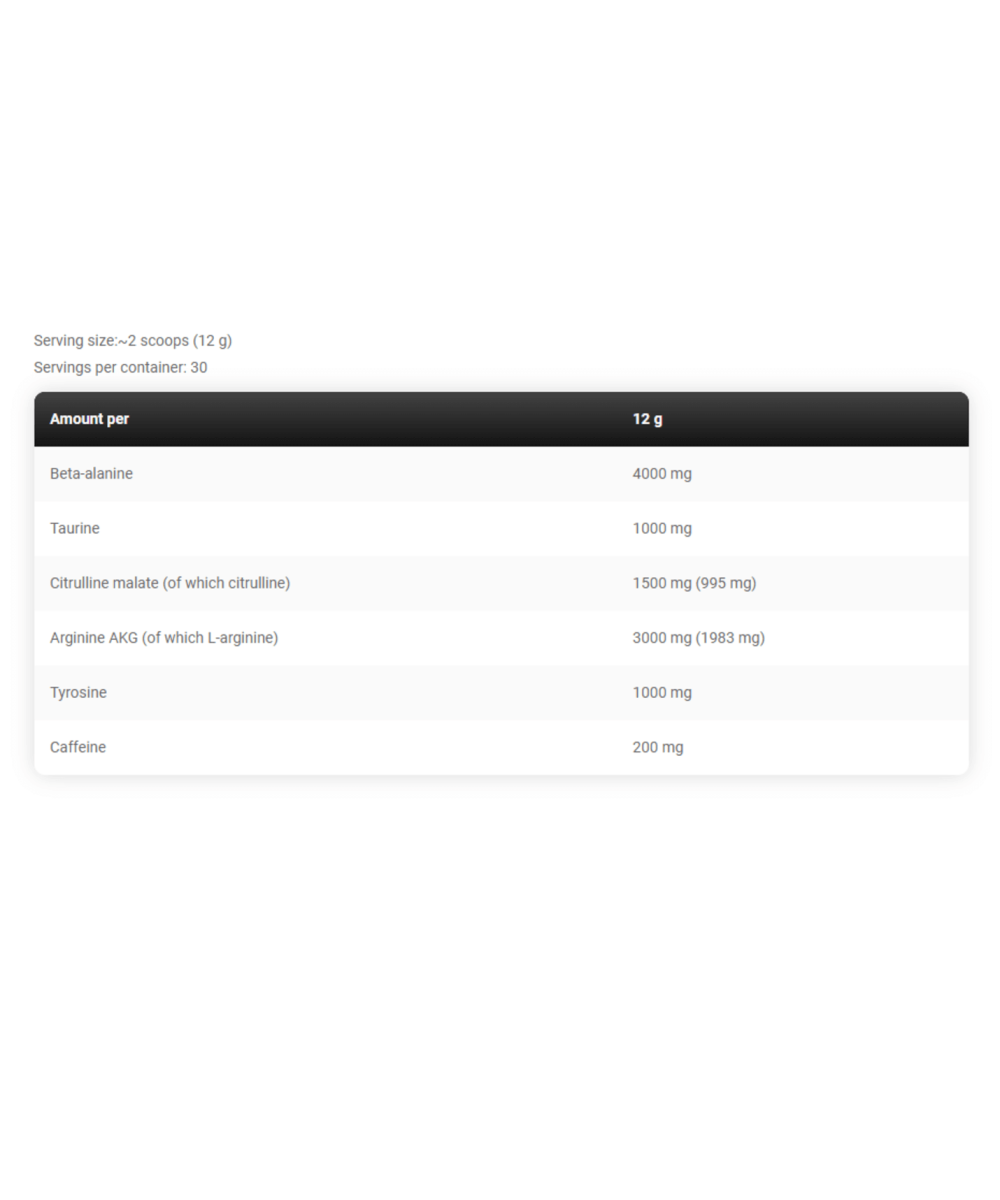 Serving size:~2 scoops (12 g)
Servings per container: 30
Amount per 12 g
Beta-alanine 4000 mg
Taurine 1000 mg
Citrulline malate (of which citrulline) 1500 mg (995 mg)
Arginine AKG (of which L-arginine) 3000 mg (1983 mg)
Tyrosine 1000 mg
Caffeine 200 mg